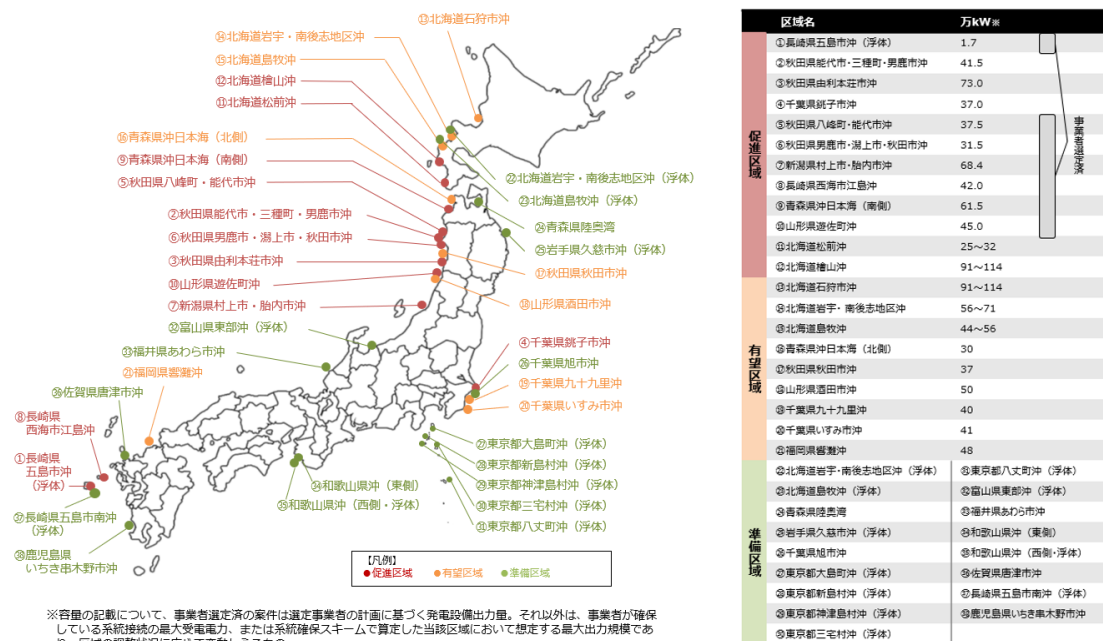 ⑬北海道石狩市沖
⑭北海道岩宇・南後志地区沖
⑮北海道島牧沖
⑫北海道檜山沖
⑪北海道松前沖
⑯青森県沖日本海（北側）
⑨青森県沖日本海（南側）
⑤秋田県八峰町・能代市沖
②秋田県能代市・三種町・男鹿市沖
⑥秋田県男鹿市・潟上市・秋田市沖
③秋田県由利本荘市沖
⑩山形県遊佐町沖
⑦新潟県村上市・胎内市沖
㉜富山県東部沖（浮体）
㉝福井県あわら市沖
㉑福岡県響灘沖
㊱佐賀県唐津市沖
⑧長崎県
西海市江島沖
①長崎県
五島市沖
（浮体）
㊲長崎県五島市南沖
（浮体）
㊳鹿児島県
いちき串木野市沖
㉒北海道岩宇・南後志地区沖（浮体）
㉓北海道島牧沖（浮体）
㉔青森県陸奥湾
㉕岩手県久慈市沖（浮体）
⑰秋田県秋田市沖
⑱山形県酒田市沖
④千葉県銚子市沖
㉖千葉県旭市沖
⑲千葉県九十九里沖
⑳千葉県いすみ市沖
㉗東京都大島町沖（浮体）
㉘東京都新島村沖（浮体）
㉙東京都神津島村沖（浮体）
㉚東京都三宅村沖（浮体）
㉛東京都八丈町沖（浮体）
㉞和歌山県沖（東側）
㉟和歌山県沖（西側・浮体）
【凡例】
●促進区域 ●有望区域 ●準備区域
※容量の記載について、事業者選定済の案件は選定事業者の計画に基づく発電設備出力量。それ以外は、事業者が確保
している系統接続の最大受電電力、または系統確保スキームで算定した当該区域において想定する最大出力規模であ
区域名 万kW※
促進区域
①長崎県五島市沖（浮体） 1.7
②秋田県能代市・三種町・男鹿市沖 41.5
③秋田県由利本荘市沖 73.0
④千葉県銚子市沖 37.0
⑤秋田県八峰町・能代市沖 37.5
⑥秋田県男鹿市・潟上市・秋田市沖 31.5
⑦新潟県村上市・胎内市沖 68.4
⑧長崎県西海市江島沖 42.0
⑨青森県沖日本海（南側） 61.5
⑩山形県遊佐町沖 45.0
⑪北海道松前沖 25～32
⑫北海道檜山沖 91～114
事業者選定済
有望区域
⑬北海道石狩市沖 91～114
⑭北海道岩宇・南後志地区沖 56～71
⑮北海道島牧沖 44～56
⑯青森県沖日本海（北側） 30
⑰秋田県秋田市沖 37
⑱山形県酒田市沖 50
⑲千葉県九十九里沖 40
⑳千葉県いすみ市沖 41
㉑福岡県響灘沖 48
準備区域
㉒北海道岩宇・南後志地区沖（浮体） ㉛東京都八丈町沖（浮体）
㉓北海道島牧沖（浮体） ㉜富山県東部沖（浮体）
㉔青森県陸奥湾 ㉝福井県あわら市沖
㉕岩手県久慈市沖（浮体） ㉞和歌山県沖（東側）
㉖千葉県旭市沖 ㉟和歌山県沖（西側・浮体）
㉗東京都大島町沖（浮体） ㊱佐賀県唐津市沖
㉘東京都新島村沖（浮体） ㊲長崎県五島市南沖（浮体）
㉙東京都神津島村沖（浮体） ㊳鹿児島県いちき串木野市沖
㉚東京都三宅村沖（浮体）